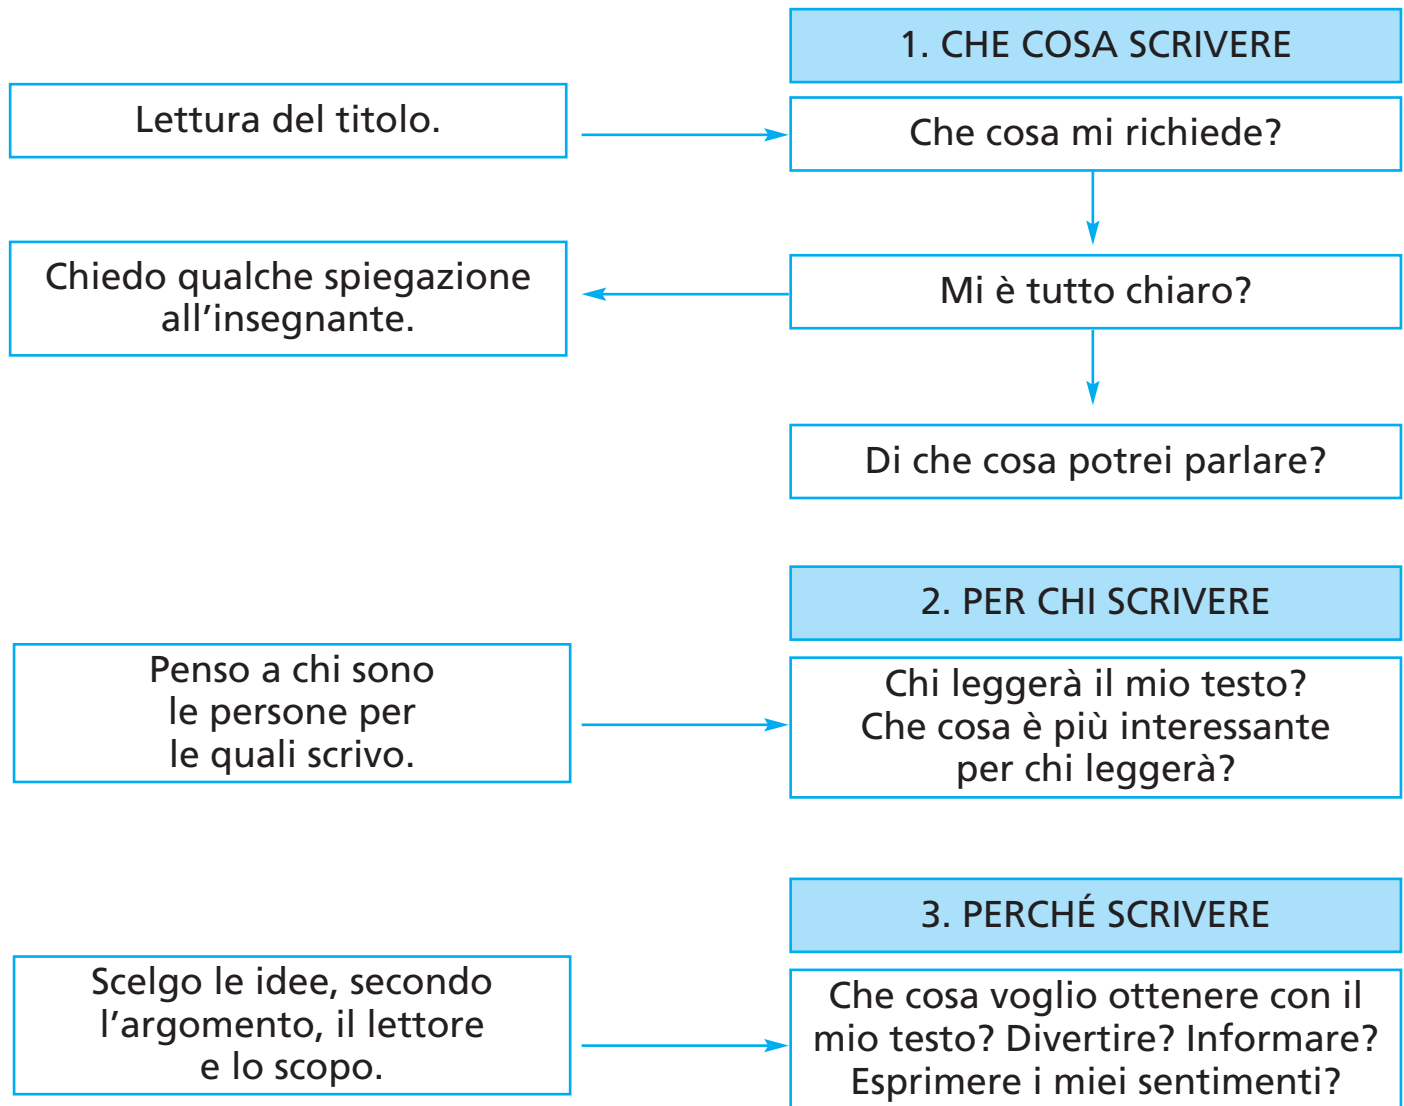 1. CHE COSA SCRIVERE
Lettura del titolo.
Che cosa mi richiede?
Chiedo qualche spiegazione
all'insegnante.
Mi è tutto chiaro?
Di che cosa potrei parlare?
2. PER CHI SCRIVERE
Penso a chi sono
le persone per
le quali scrivo.
Chi leggerà il mio testo?
Che cosa è più interessante
per chi leggerà?
3. PERCHÉ SCRIVERE
Scelgo le idee, secondo
l'argomento, il lettore
e lo scopo.
Che cosa voglio ottenere con il
mio testo? Divertire? Informare?
Esprimere i miei sentimenti?